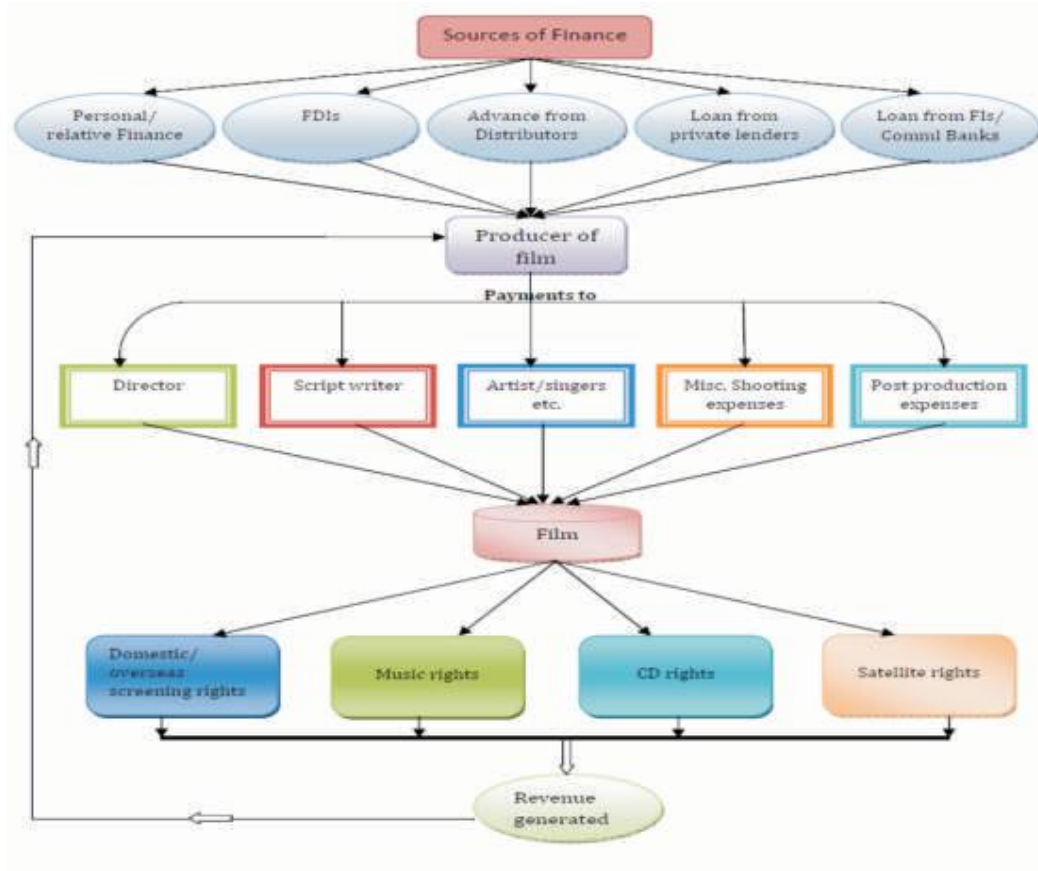 Sources of Finance
Personal/
relative Finance
FDIs
Advance from
Distributors
Loan from
private lenders
Loan from FIs/
Comml Banks
Producer of
film
Payments to
Director
Script writer
Artist/singers
etc.
Misc. Shooting
expenses
Post production
expenses
Film
Domestic/
overseas
screening rights
Music rights
CD rights
Satellite rights
Revenue
generated